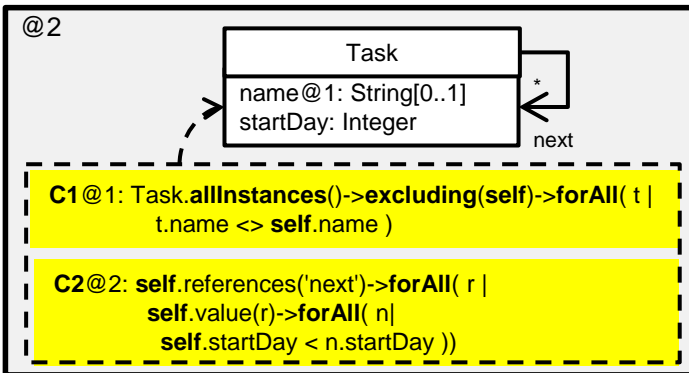 @2
Task
name@1: String[0..1]
startDay: Integer
*
next
C1@1: Task.allInstances()->excluding(self)->forAll( t |
t.name <> self.name )
C2@2: self.references('next')->forAll( r |
self.value(r)->forAll( n|
self.startDay < n.startDay ))